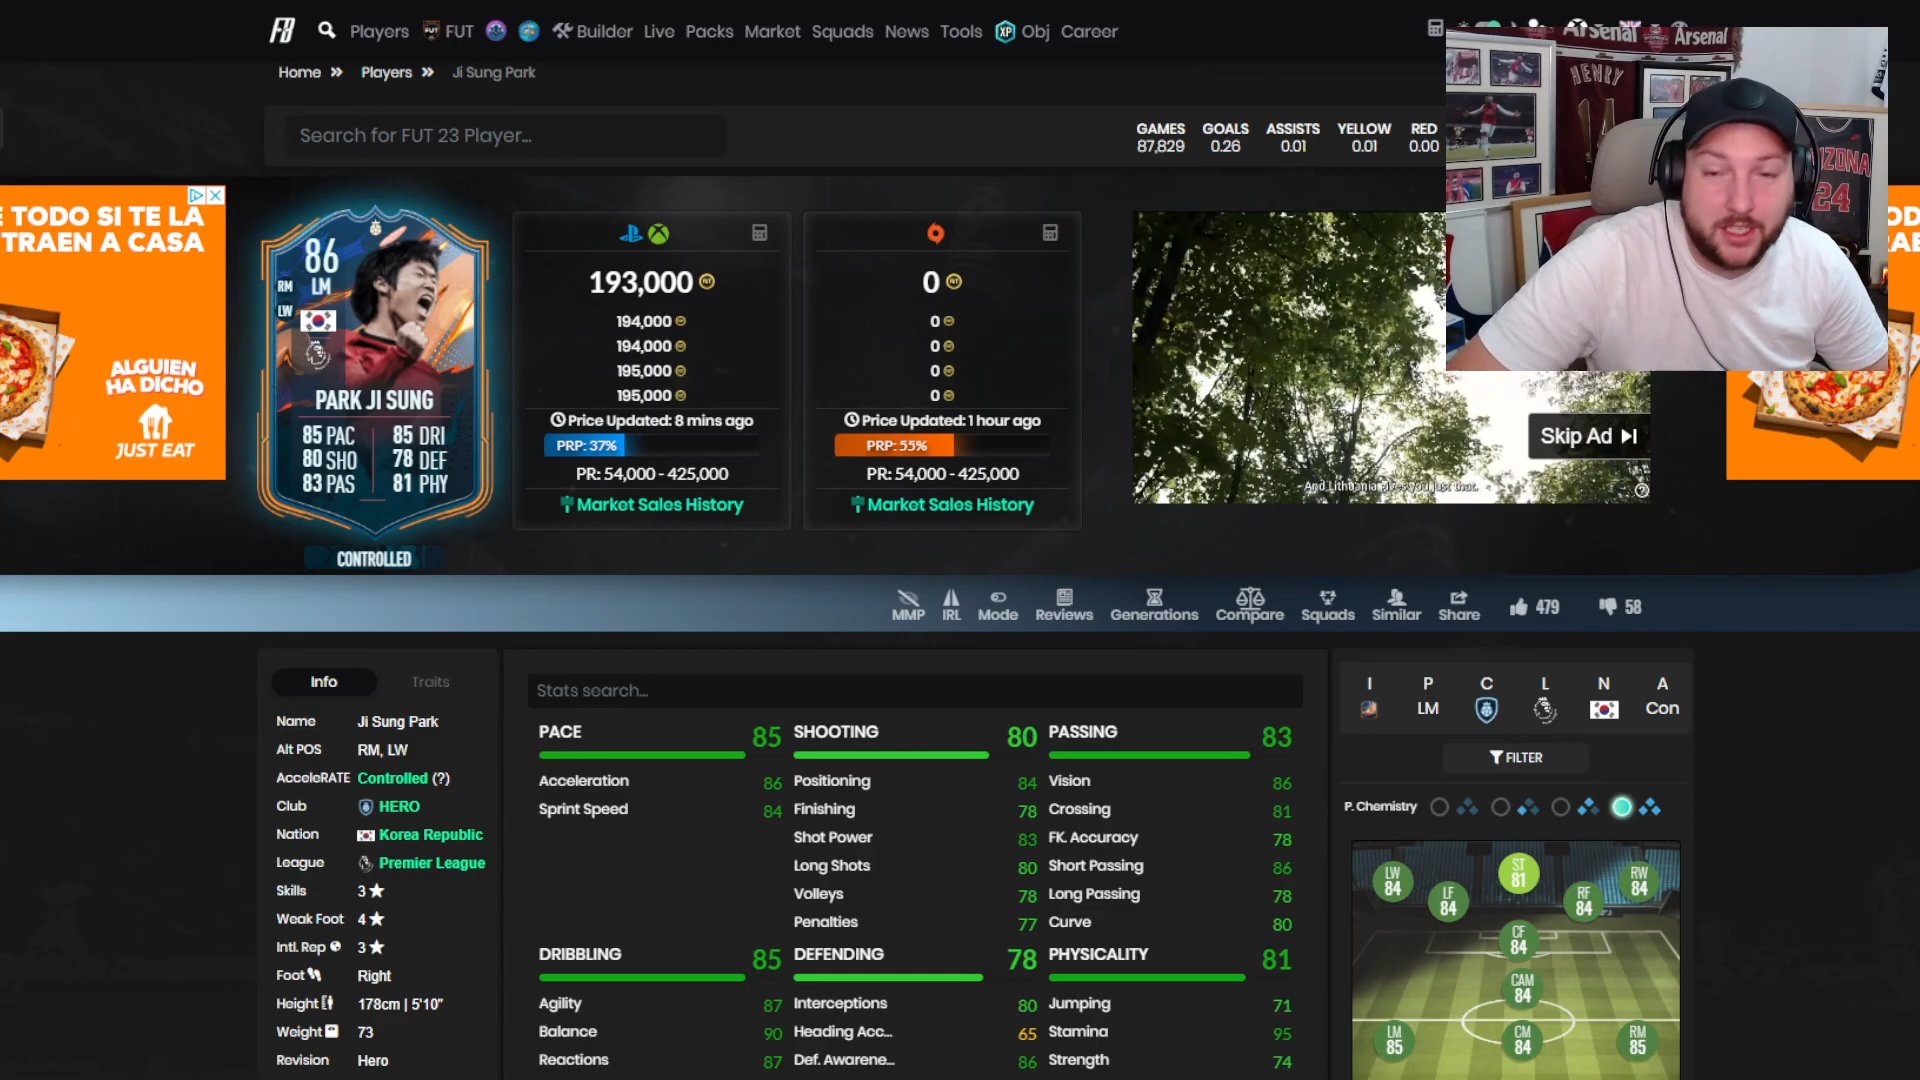 Players FUT Builder Live Packs Market Squads News Tools XP Obj Career
Home » Players » Ji Sung Park
Search for FUT 23 Player...
GAMES GOALS ASSISTS YELLOW RED
87,829 0.26 0.01 0.01 0.00
Arsenal Arsenal
HENRY
14
24
E TODO SI TE LA
TRAEN A CASA
ALGUIEN
HA DICHO
JUST EAT
86
LM
RM
LW
PARK JI SUNG
85 PAC 85 DRI
80 SHO 78 DEF
83 PAS 81 PHY
CONTROLLED
193,000
194,000
194,000
195,000
195,000
Price Updated: 8 mins ago
PRP: 37%
PR: 54,000 - 425,000
Market Sales History
0
0
0
0
0
Price Updated: 1 hour ago
PRP: 55%
PR: 54,000 - 425,000
Market Sales History
Skip Ad
And Lithuania gives you just that.
MMP IRL Mode Reviews Generations Compare Squads Similar Share 479 58
Info Traits
Name Ji Sung Park
Alt POS RM, LW
AcceleRATE Controlled (?)
Club HERO
Nation Korea Republic
League Premier League
Skills 3
Weak Foot 4
Intl. Rep 3
Foot Right
Height 178cm | 5'10"
Weight 73
Revision Hero
Stats search...
PACE 85
Acceleration 86
Sprint Speed 84
SHOOTING 80
Positioning 84
Finishing 78
Shot Power 83
Long Shots 80
Volleys 78
Penalties 77
PASSING 83
Vision 86
Crossing 81
FK. Accuracy 78
Short Passing 86
Long Passing 78
Curve 80
DRIBBLING 85
Agility 87
Balance 90
Reactions 87
DEFENDING 78
Interceptions 80
Heading Acc... 65
Def. Awarene... 86
PHYSICALITY 81
Jumping 71
Stamina 95
Strength 74
I P C L N A
LM Con
FILTER
P. Chemistry
LW 84
ST 81
RW 84
LF 84
RF 84
CF 84
CAM 84
LM 85
CM 84
RM 85